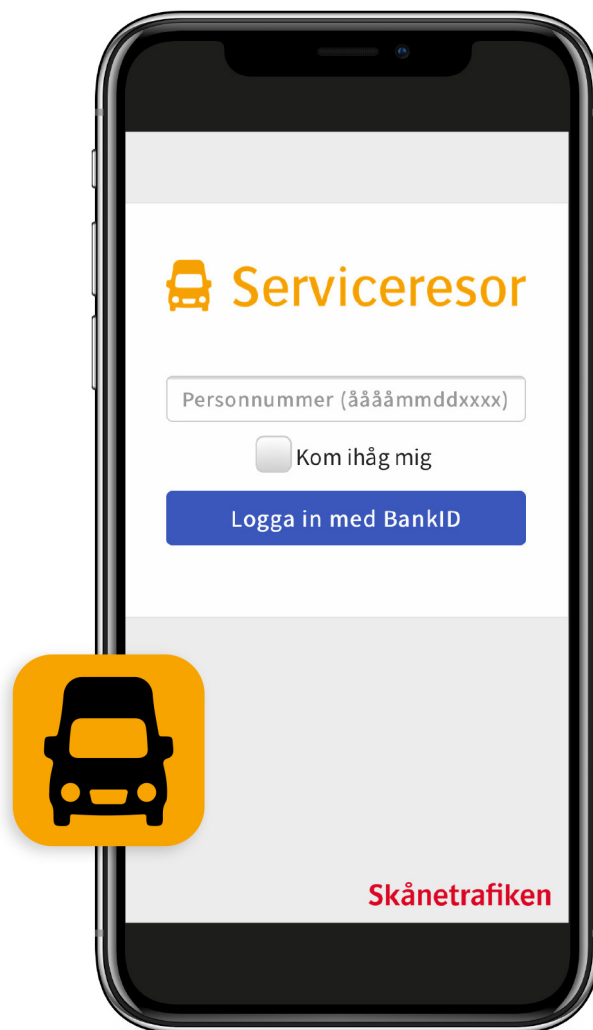 Serviceresor
Personnummer (ååååmmddxxxx)
Kom ihåg mig
Logga in med BankID
Skånetrafiken